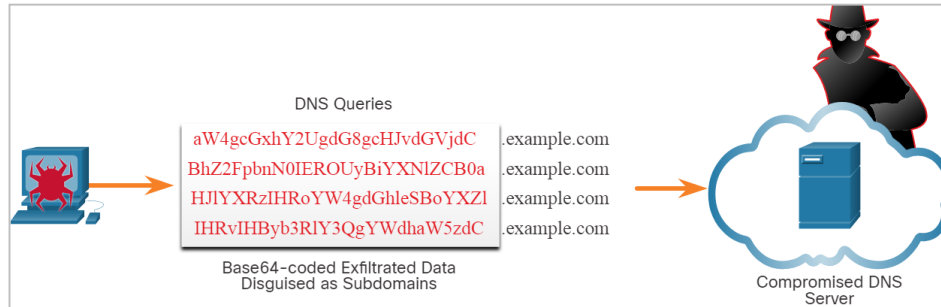 DNS Queries
aW4gcGxhY2UgdG8gcHJvdGVjdC .example.com
BhZ2FpbnN0IEROUyBiYXNlZCB0a .example.com
HJlYXRzIHRoYW4gdGhleSBoYXZl .example.com
IHRvIHByb3RlY3QgYWdhaW5zdC .example.com
Base64-coded Exfiltrated Data
Disguised as Subdomains
Compromised DNS
Server